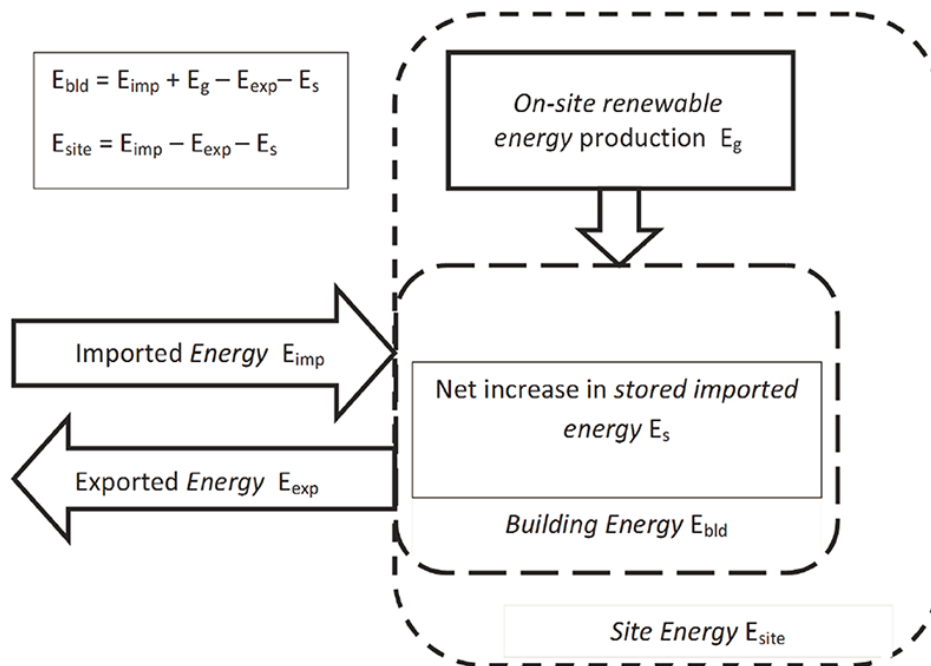 E_bld = E_imp + E_g – E_exp– E_s
E_site = E_imp – E_exp – E_s
On-site renewable
energy production E_g
Imported Energy E_imp
Net increase in stored imported
energy E_s
Exported Energy E_exp
Building Energy E_bld
Site Energy E_site